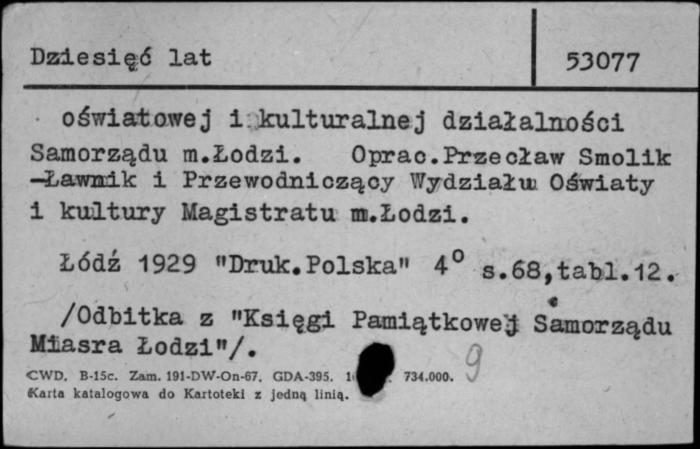 Dziesięć lat
53077
oświatowej i kulturalnej działalności
Samorządu m.Łodzi. Oprac.Przecław Smolik
-Ławnik i Przewodniczący Wydziału Oświaty
i kultury Magistratu m.Łodzi.
Łódź 1929 "Druk.Polska" 4° s.68,tabl.12.
/Odbitka z "Księgi Pamiątkowej Samorządu
Miasra Łodzi"/.
CWD. B-15c. Zam. 191-DW-On-67. GDA-395. 734.000. 9
Karta katalogowa do Kartoteki z jedną linią.